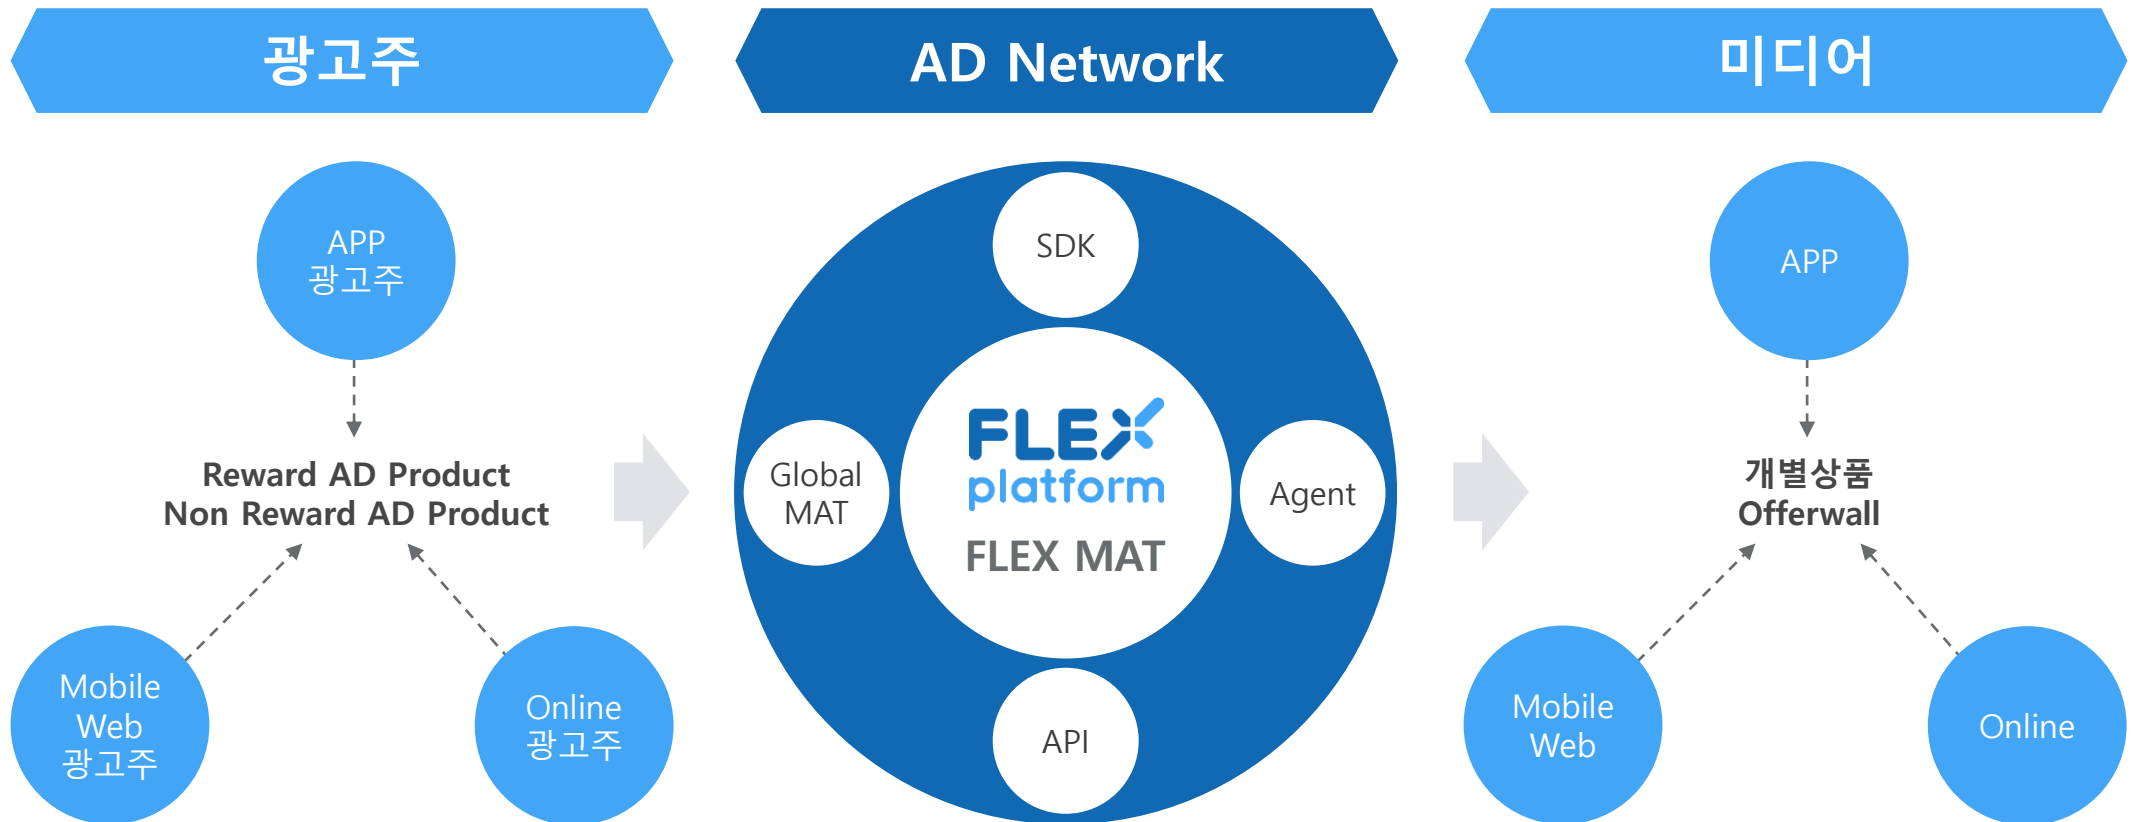 광고주
AD Network
미디어
APP
광고주
Reward AD Product
Non Reward AD Product
Mobile
Web
광고주
Online
광고주
SDK
Global
MAT
FLEX
platform
FLEX MAT
Agent
API
APP
개별상품
Offerwall
Mobile
Web
Online